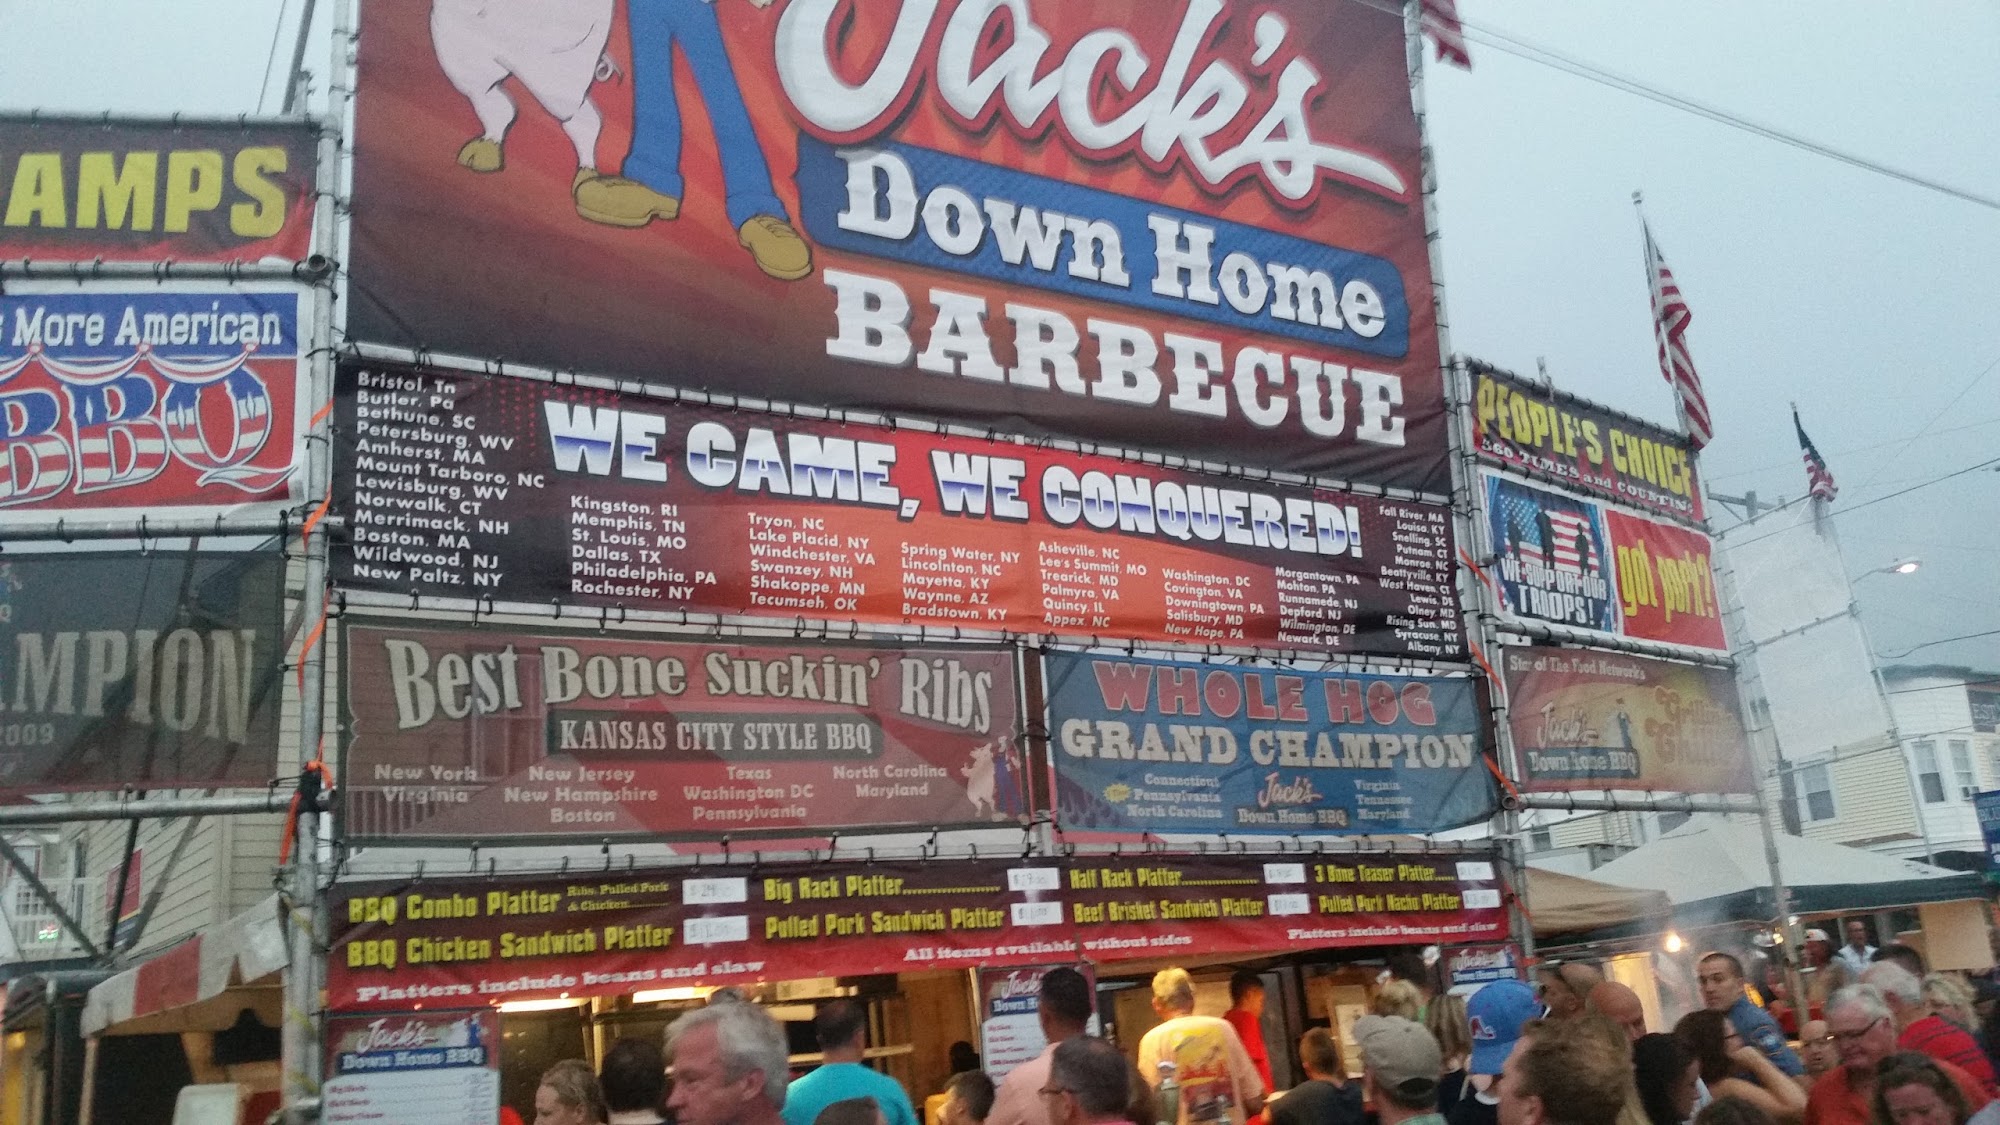 Jack's
Down Home
BARBECUE
AMPS
More American
BBQ
MPION
2009
WE CAME, WE CONQUERED!
Bristol, Tn
Butler, Pa
Bethune, SC
Petersburg, WV
Amherst, MA
Mount Tarboro, NC
Lewisburg, WV
Norwalk, CT
Merrimack, NH
Boston, MA
Wildwood, NJ
New Paltz, NY
Kingston, RI
Memphis, TN
St. Louis, MO
Dallas, TX
Philadelphia, PA
Rochester, NY
Tryon, NC
Lake Placid, NY
Windchester, VA
Swanzey, NH
Shakoppe, MN
Tecumseh, OK
Spring Water, NY
Lincolnton, NC
Mayetta, KY
Waynne, AZ
Bradstown, KY
Asheville, NC
Lee's Summit, MO
Trearick, MD
Palmyra, VA
Quincy, IL
Appex, NC
Washington, DC
Covington, VA
Downingtown, PA
Salisbury, MD
New Hope, PA
Morgantown, PA
Mohton, PA
Runnamede, NJ
Depford, NJ
Wilmington, DE
Newark, DE
Fall River, MA
Louisa, KY
Snelling, SC
Putnam, CT
Monroe, NC
Beattyville, KY
West Haven, CT
Lewis, DE
Olney, MD
Rising Sun, MD
Syracuse, NY
Albany, NY
PEOPLE'S CHOICE
560 TIMES and COUNTING
WE SUPPORT OUR
TROOPS!
got pork?
Best Bone Suckin' Ribs
KANSAS CITY STYLE BBQ
New York
Virginia
New Jersey
New Hampshire
Boston
Texas
Washington DC
Pennsylvania
North Carolina
Maryland
WHOLE HOG
GRAND CHAMPION
Connecticut
Pennsylvania
North Carolina
Jack's
Down Home BBQ
Virginia
Tennessee
Maryland
Star of The Food Network's
Jack's
Down Home BBQ
BBQ Combo Platter Ribs, Pulled Pork
& Chicken
BBQ Chicken Sandwich Platter
Big Rack Platter
Pulled Pork Sandwich Platter
Half Rack Platter
Beef Brisket Sandwich Platter
3 Bone Teaser Platter
Pulled Pork Nacho Platter
Platters include beans and slaw
All items available without sides
Platters include beans and slaw
Jack's
Down Home BBQ